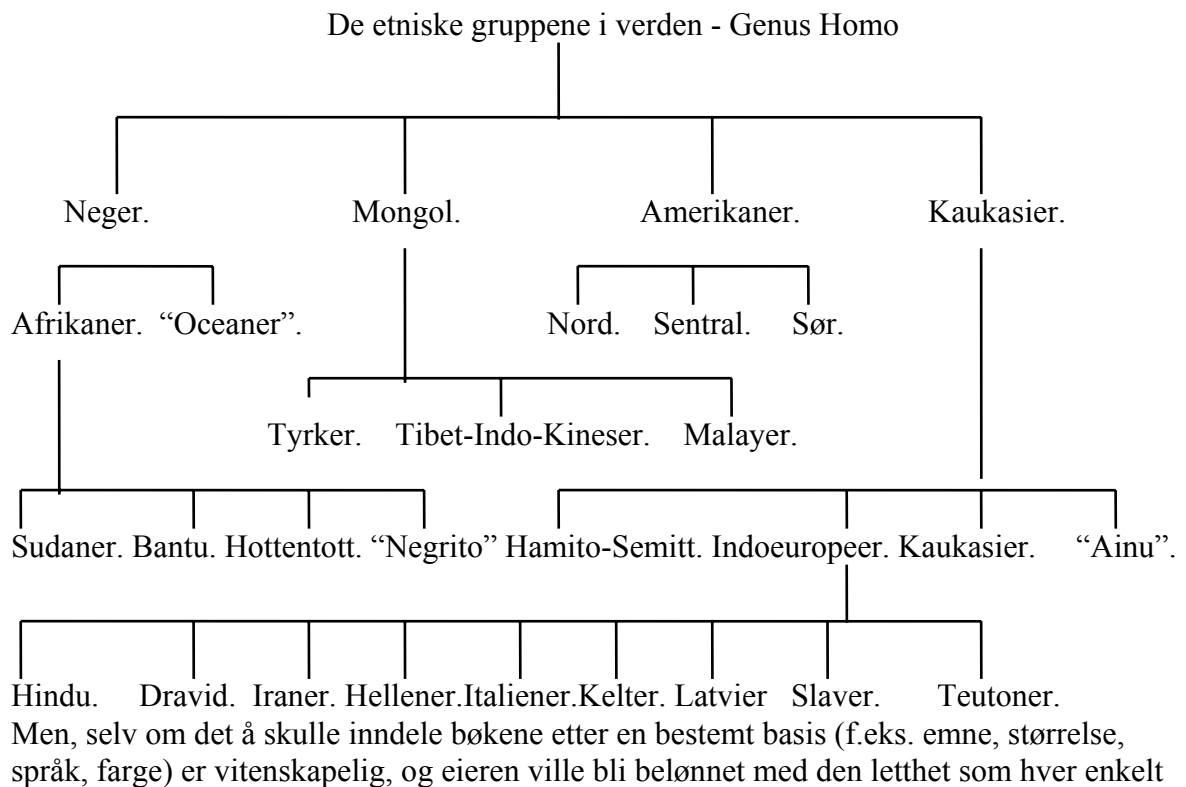 De etniske gruppene i verden - Genus Homo
Neger. Mongol. Amerikaner. Kaukasier.
Afrikaner. “Oceaner”. Nord. Sentral. Sør.
Tyrker. Tibet-Indo-Kineser. Malayer.
Sudaner. Bantu. Hottentott. “Negrito” Hamito-Semitt. Indoeuropeer. Kaukasier. “Ainu”.
Hindu. Dravid. Iraner. Hellener.Italiener.Kelter. Latvier Slaver. Teutoner.
Men, selv om det å skulle inndele bøkene etter en bestemt basis (f.eks. emne, størrelse,
språk, farge) er vitenskapelig, og eieren ville bli belønnet med den letthet som hver enkelt